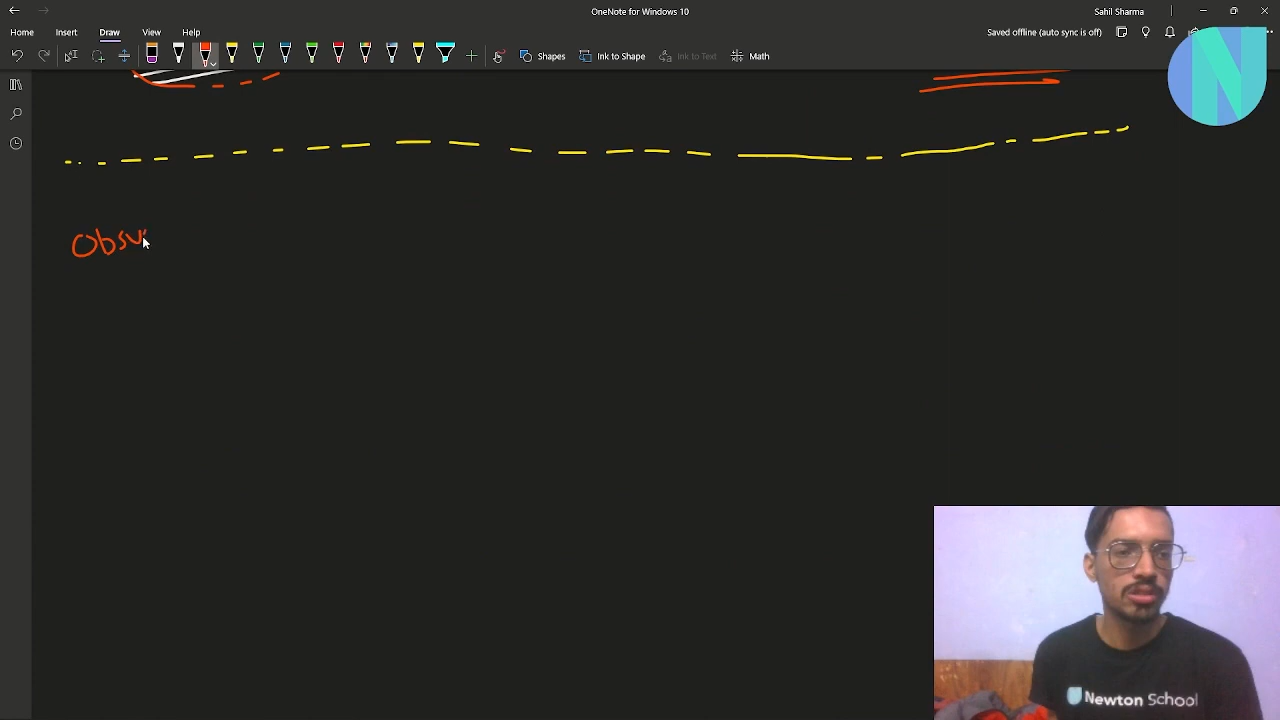 OneNote for Windows 10
Sahil Sharma
Home Insert Draw View Help
Saved offline (auto sync is off)
Shapes Ink to Shape Ink to Text Math
Obsv
Newton School